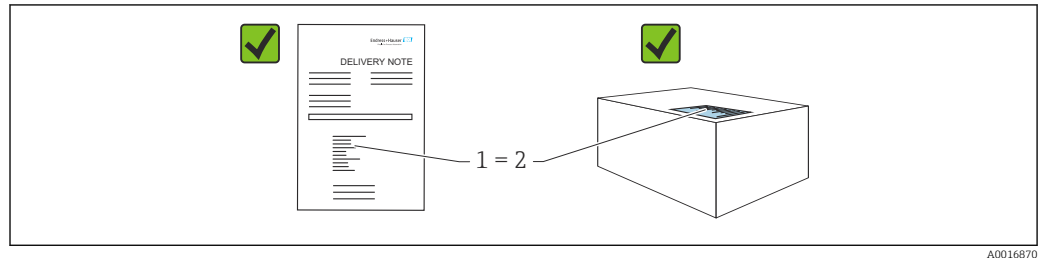 Endress+Hauser
DELIVERY NOTE
1 = 2
A0016870